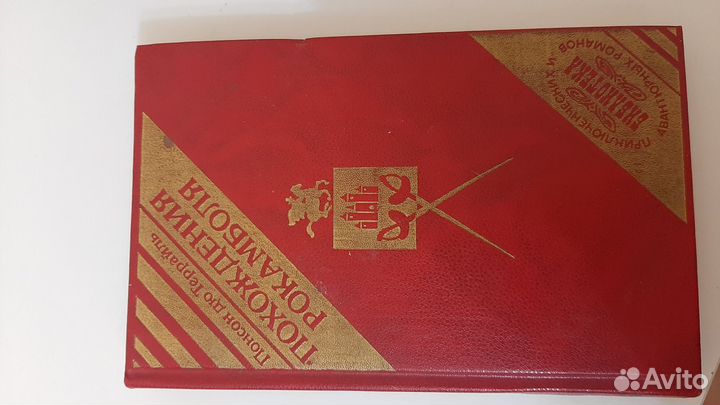 Понсон дю Террайль
ПОХОЖДЕНИЯ
РОКАМБОЛЯ
БИБЛИОТЕКА
ПРИКЛЮЧЕНЧЕСКИХ И
АВАНТЮРНЫХ РОМАНОВ
Avito